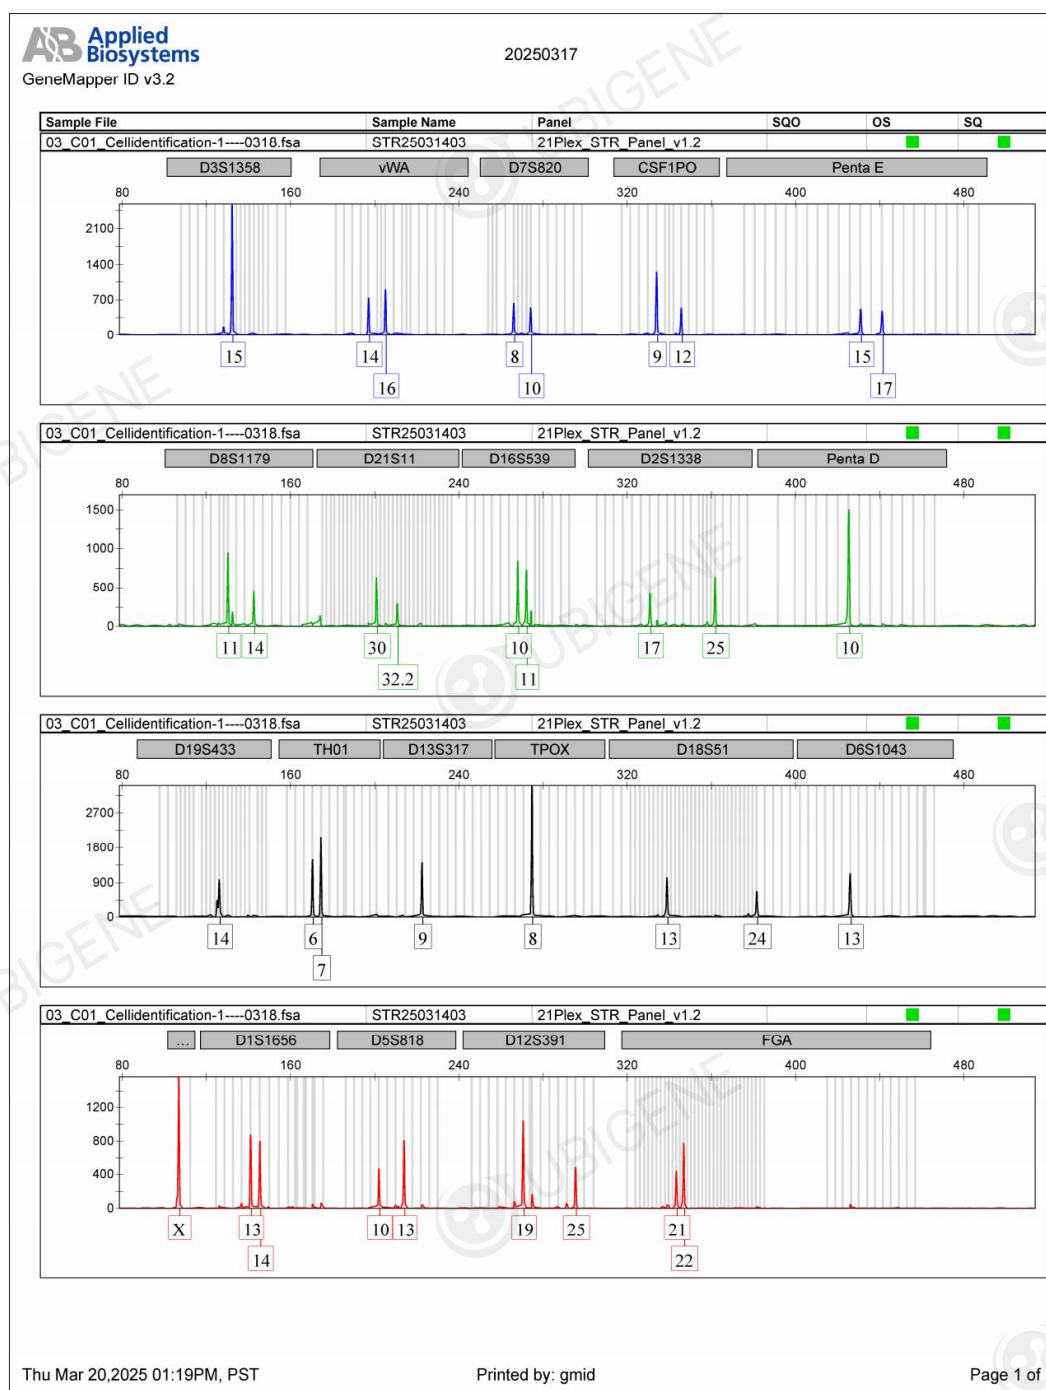 AB Applied
Biosystems
20250317
GeneMapper ID v3.2
Sample File Sample Name Panel SQO OS SQ
03_C01_Cellidentification-1----0318.fsa STR25031403 21Plex_STR_Panel_v1.2
D3S1358 vWA D7S820 CSF1PO Penta E
80 160 240 320 400 480
2100
1400
700
0
15 14 8 9 12 15
16 10 17
03_C01_Cellidentification-1----0318.fsa STR25031403 21Plex_STR_Panel_v1.2
D8S1179 D21S11 D16S539 D2S1338 Penta D
80 160 240 320 400 480
1500
1000
500
0
11 14 30 10 17 25 10
32.2 11
03_C01_Cellidentification-1----0318.fsa STR25031403 21Plex_STR_Panel_v1.2
D19S433 TH01 D13S317 TPOX D18S51 D6S1043
80 160 240 320 400 480
2700
1800
900
0
14 6 9 8 13 24 13
7
03_C01_Cellidentification-1----0318.fsa STR25031403 21Plex_STR_Panel_v1.2
... D1S1656 D5S818 D12S391 FGA
80 160 240 320 400 480
1200
800
400
0
X 13 10 13 19 25 21
14 22
Thu Mar 20,2025 01:19PM, PST Printed by: gmid Page 1 of
UBIGENE
UBIGENE
UBIGENE
UBIGENE
UBIGENE